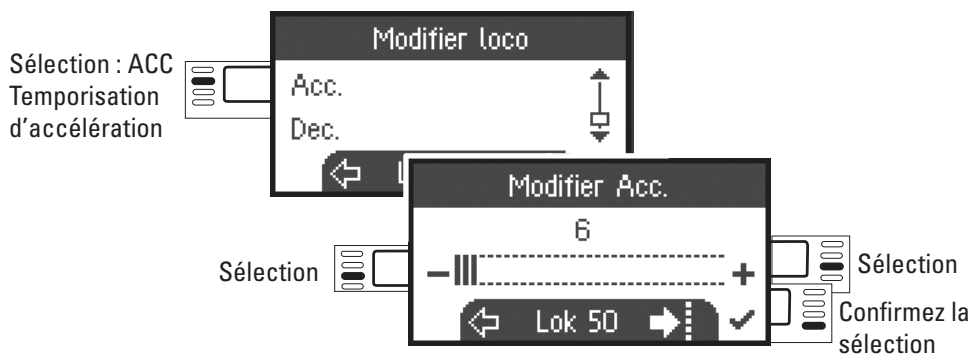 Modifier loco
Sélection : ACC
Temporisation
d'accélération
Acc.
Dec.
Modifier Acc.
6
Sélection
– +
Sélection
Lok 50
Confirmez la
sélection